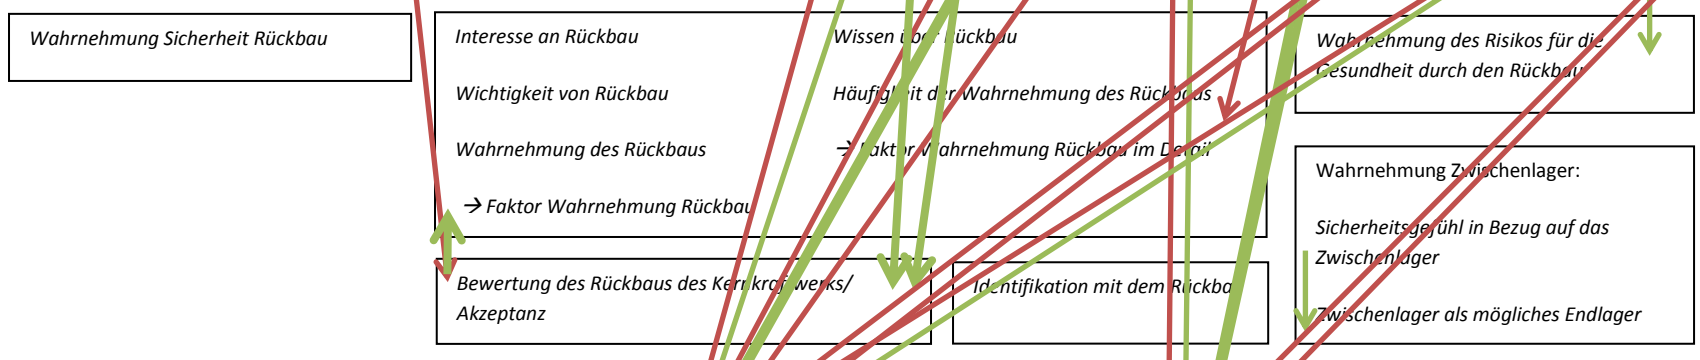 Wahrnehmung Sicherheit Rückbau
Interesse an Rückbau
Wissen über Rückbau
Wichtigkeit von Rückbau
Häufigkeit der Wahrnehmung des Rückbaus
Wahrnehmung des Rückbaus
→ Faktor Wahrnehmung Rückbau im Detail
→ Faktor Wahrnehmung Rückbau
Bewertung des Rückbaus des Kernkraftwerks/
Akzeptanz
Identifikation mit dem Rückbau
Wahrnehmung des Risikos für die
Gesundheit durch den Rückbau
Wahrnehmung Zwischenlager:
Sicherheitsgefühl in Bezug auf das
Zwischenlager
Zwischenlager als mögliches Endlager